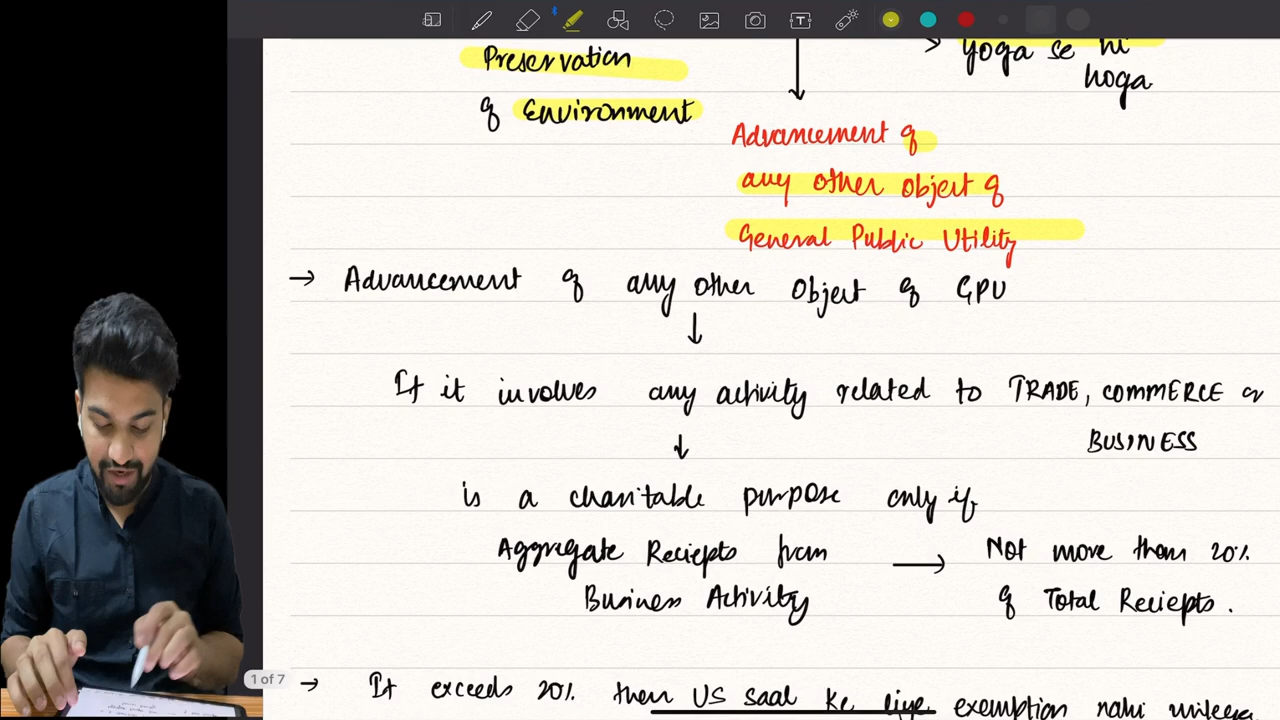 Preservation
of Environment
yoga se hi
hoga
Advancement of
any other object of
General Public Utility
→ Advancement of any other Object of GPU
If it involves any activity related to TRADE, COMMERCE or
BUSINESS
is a charitable purpose only if
Aggregate Reciepts from
Business Activity
→ Not more than 20%
of Total Reciepts.
1 of 7
→ If exceeds 20% then US saal ke liye exemption nahi milega